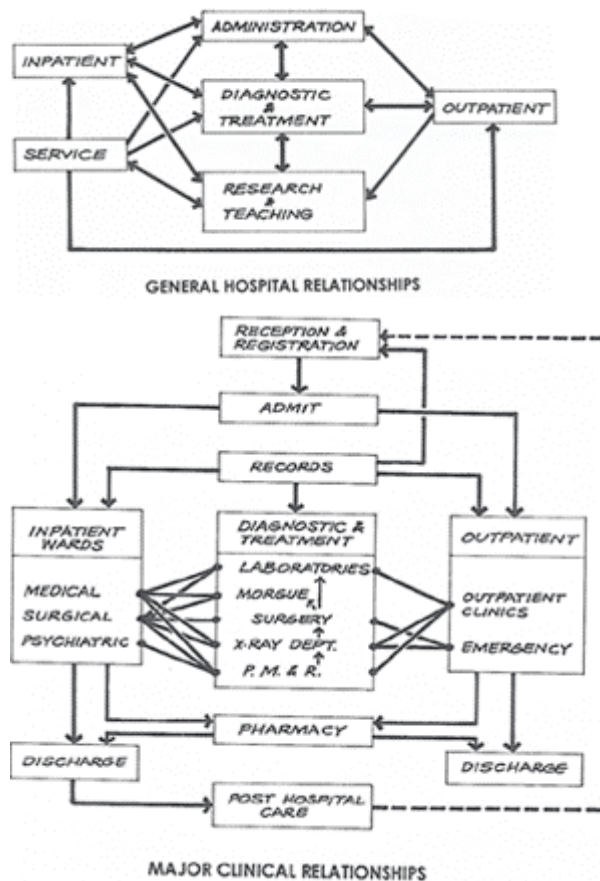 ADMINISTRATION
INPATIENT
DIAGNOSTIC
&
TREATMENT
OUTPATIENT
SERVICE
RESEARCH
&
TEACHING
GENERAL HOSPITAL RELATIONSHIPS
RECEPTION &
REGISTRATION
ADMIT
RECORDS
INPATIENT
WARDS
DIAGNOSTIC &
TREATMENT
OUTPATIENT
MEDICAL
SURGICAL
PSYCHIATRIC
LABORATORIES
MORGUE
SURGERY
X-RAY DEPT.
P. M. & R.
OUTPATIENT
CLINICS
EMERGENCY
PHARMACY
DISCHARGE
DISCHARGE
POST HOSPITAL
CARE
MAJOR CLINICAL RELATIONSHIPS